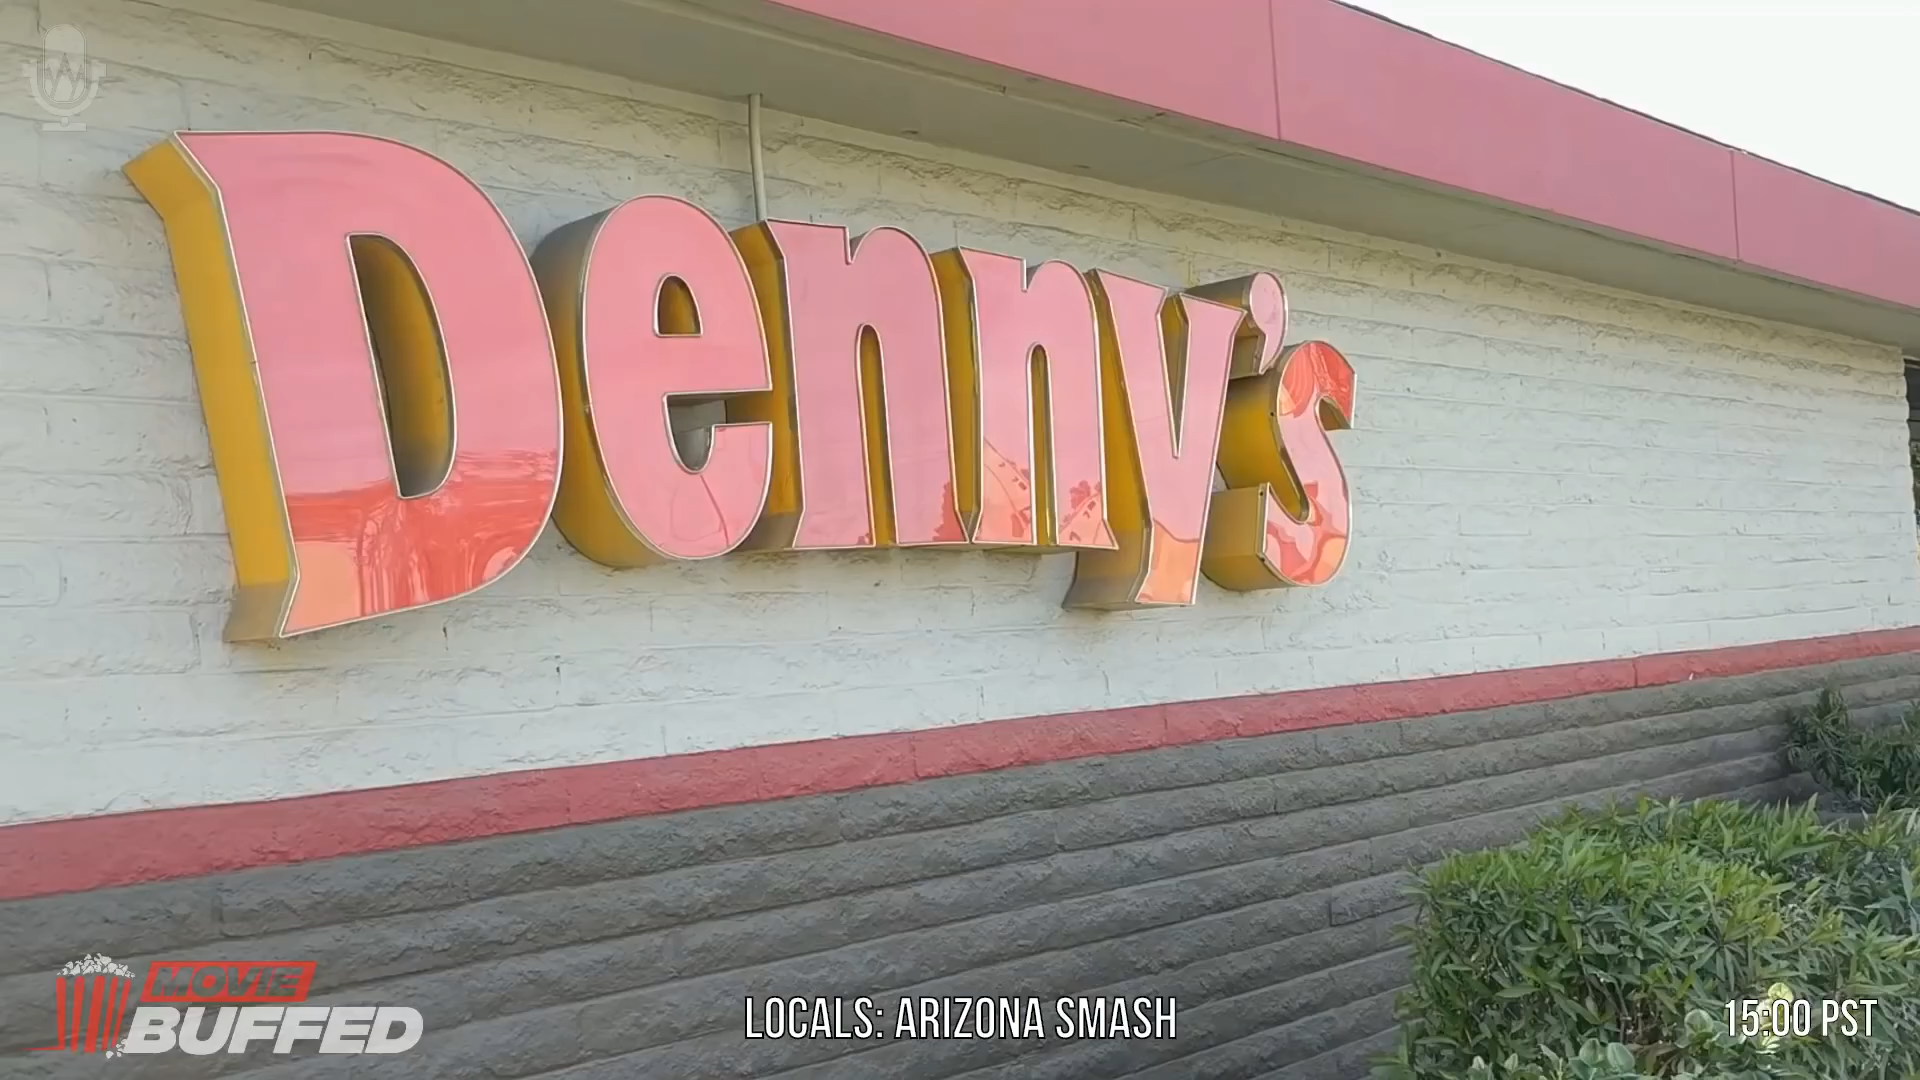 Denny's
MOVIE
BUFFED
LOCALS: ARIZONA SMASH
15:00 PST